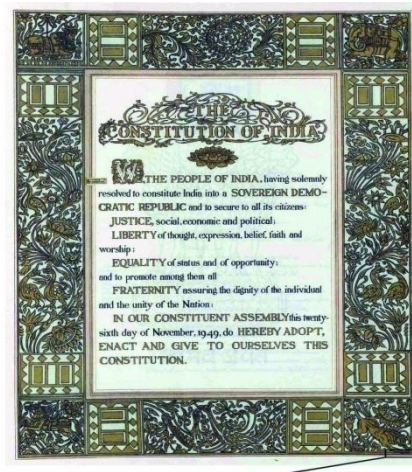 THE
CONSTITUTION OF INDIA
WE, THE PEOPLE OF INDIA, having solemnly
resolved to constitute India into a SOVEREIGN DEMO-
CRATIC REPUBLIC and to secure to all its citizens:
JUSTICE, social, economic and political;
LIBERTY of thought, expression, belief, faith and
worship;
EQUALITY of status and of opportunity;
and to promote among them all
FRATERNITY assuring the dignity of the individual
and the unity of the Nation;
IN OUR CONSTITUENT ASSEMBLY this twenty-
sixth day of November, 1949, do HEREBY ADOPT,
ENACT AND GIVE TO OURSELVES THIS
CONSTITUTION.